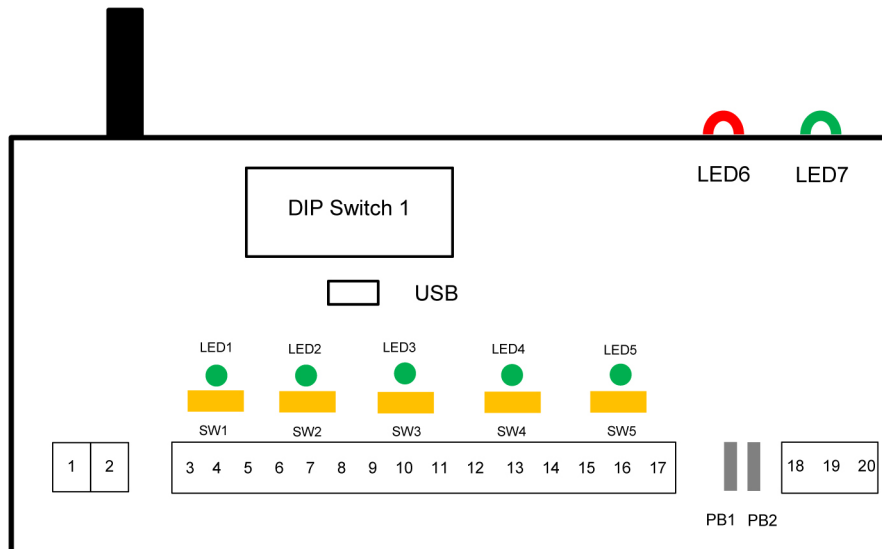 LED6 LED7
DIP Switch 1
USB
LED1 LED2 LED3 LED4 LED5
SW1 SW2 SW3 SW4 SW5
1 2 3 4 5 6 7 8 9 10 11 12 13 14 15 16 17 18 19 20
PB1 PB2